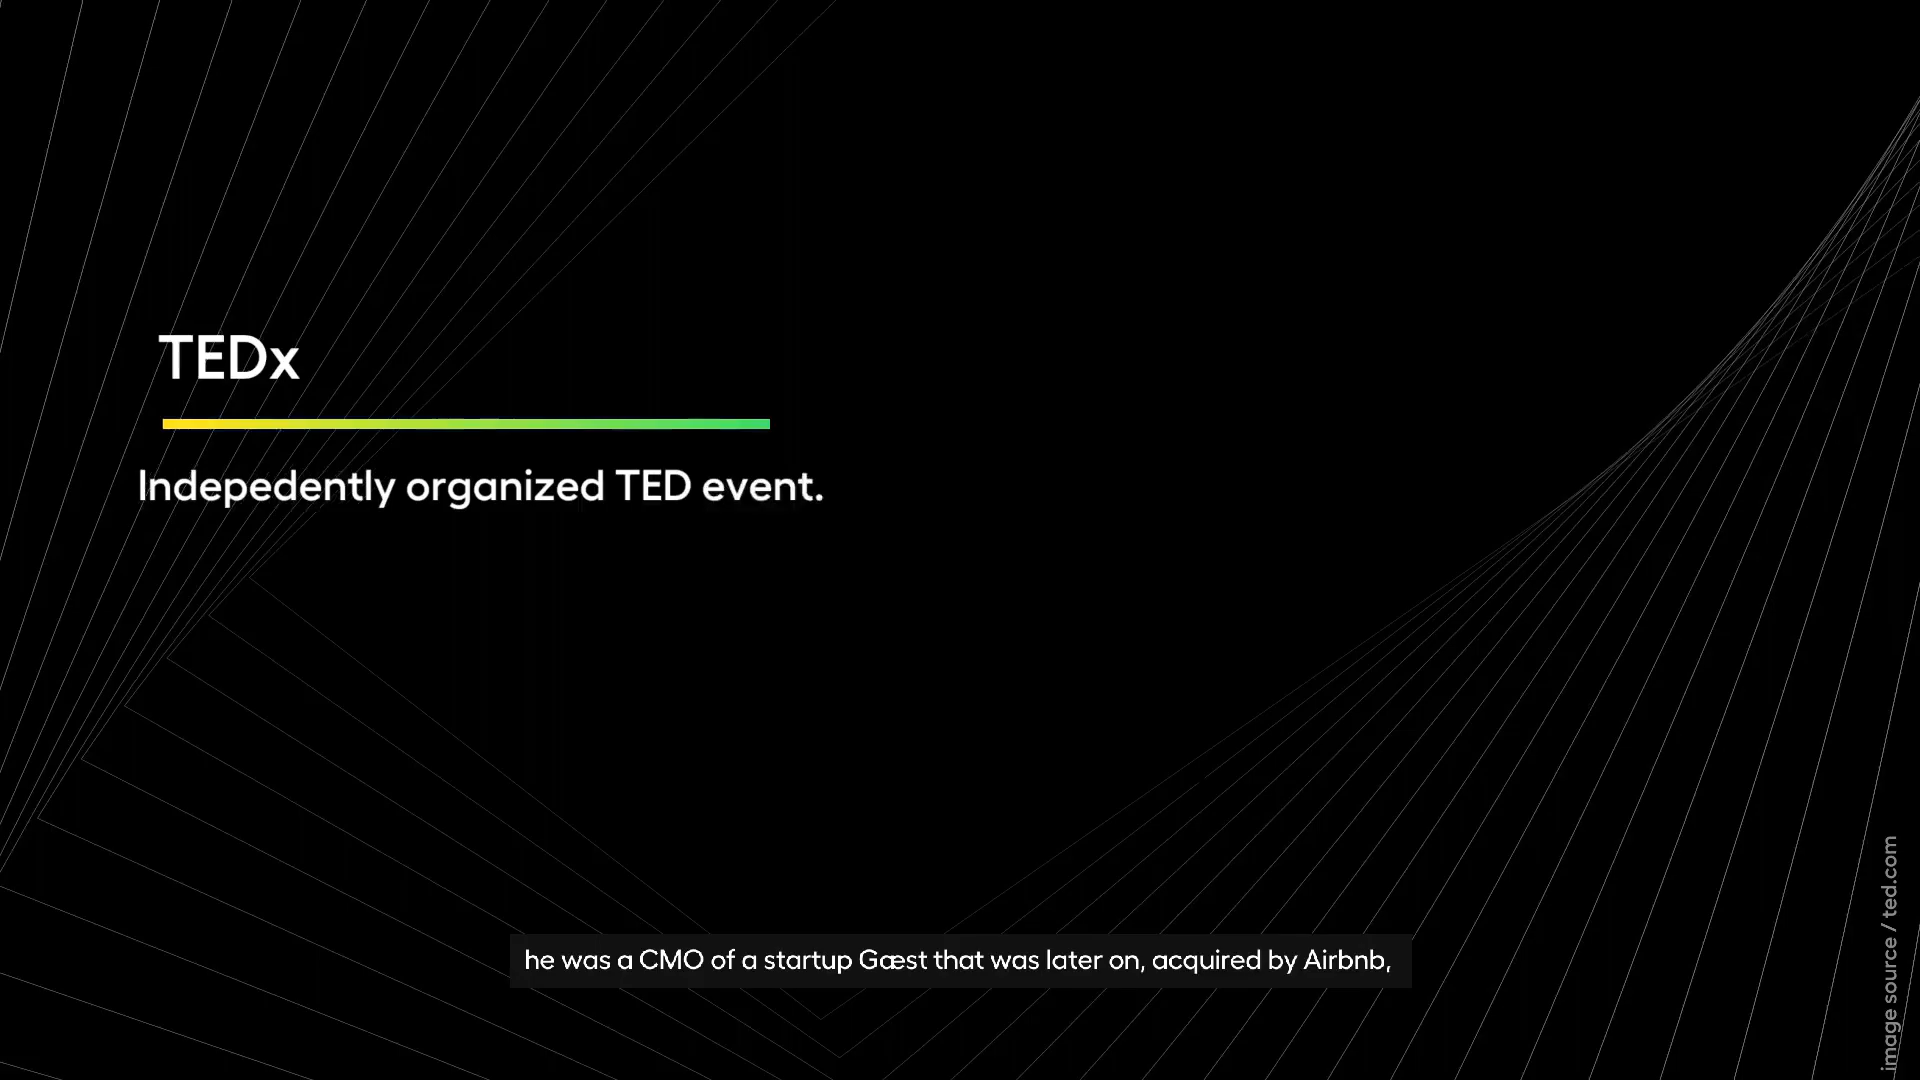 TEDx
Indepedently organized TED event.
he was a CMO of a startup Gæst that was later on, acquired by Airbnb,
image source / ted.com